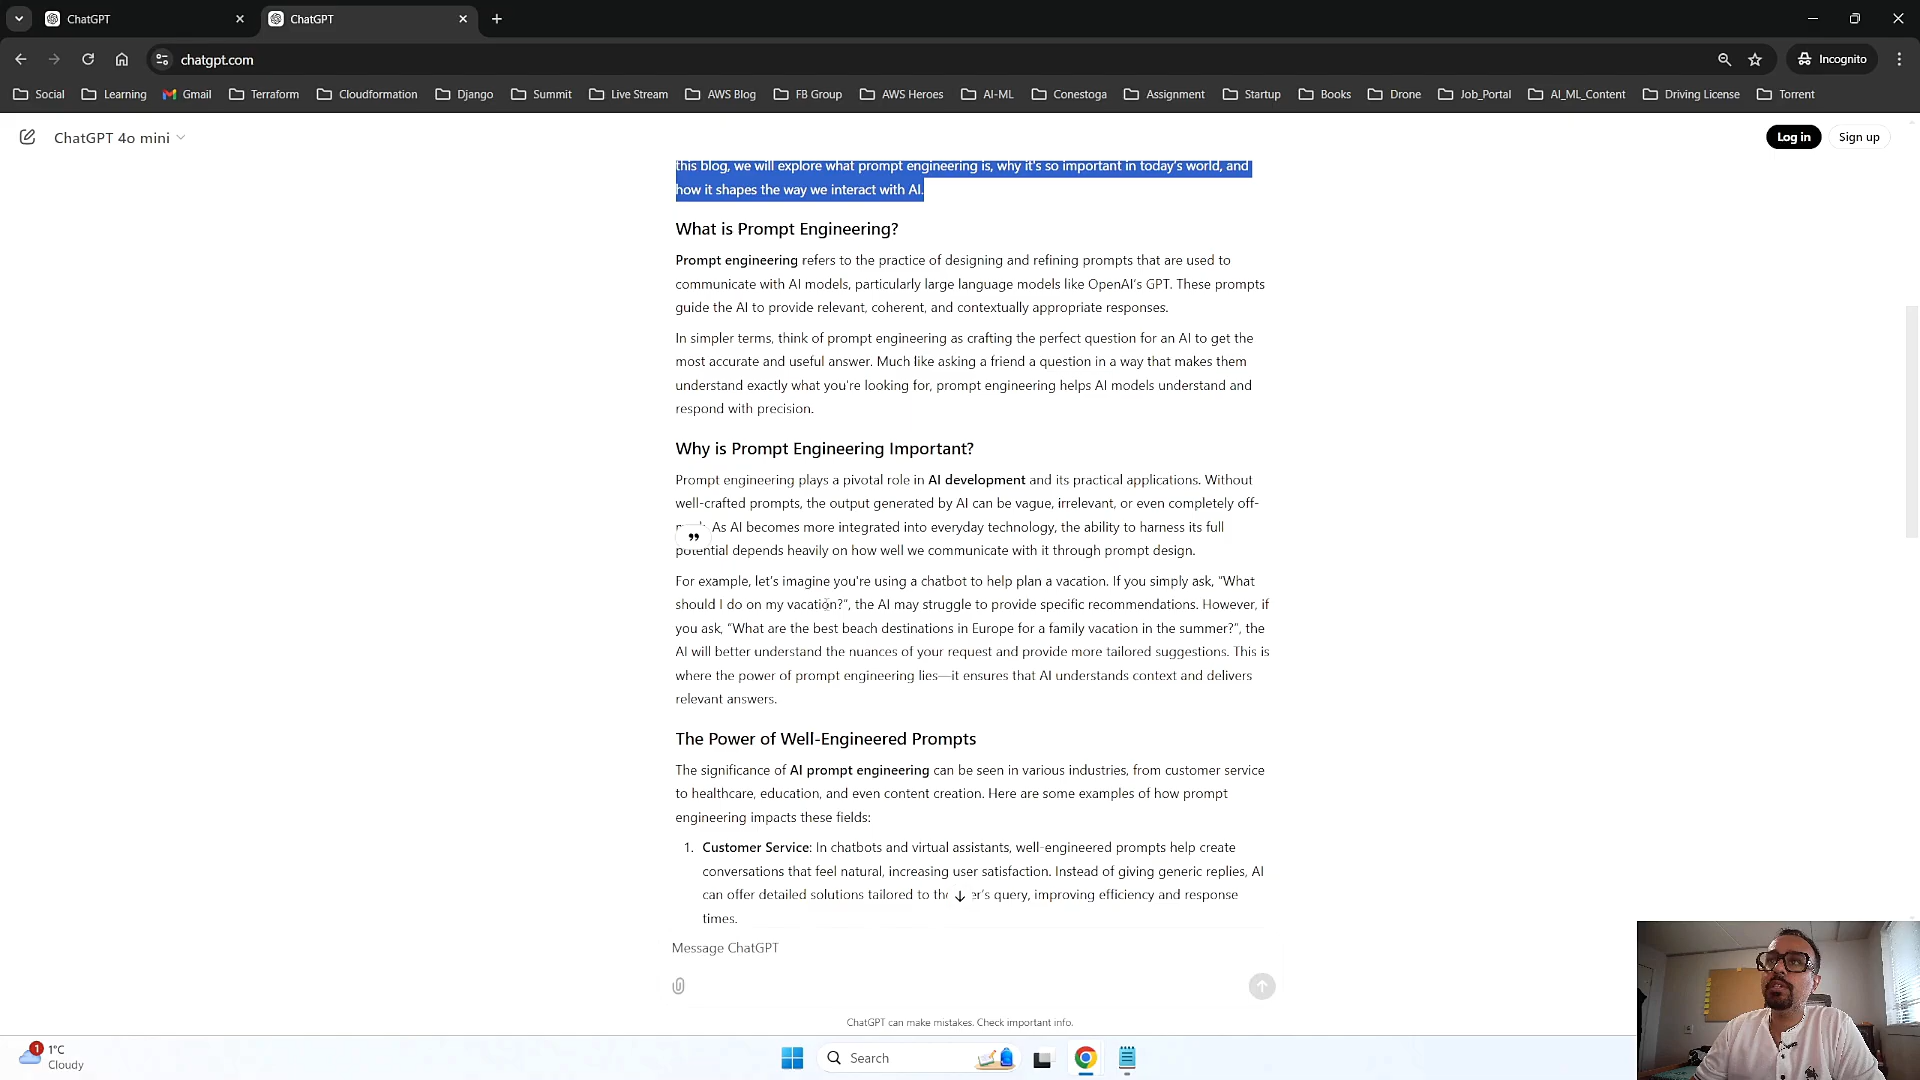 ChatGPT
ChatGPT
chatgpt.com
Incognito
Social
Learning
Gmail
Terraform
Cloudformation
Django
Summit
Live Stream
AWS Blog
FB Group
AWS Heroes
AI-ML
Conestoga
Assignment
Startup
Books
Drone
Job_Portal
AI_ML_Content
Driving License
Torrent
ChatGPT 4o mini
Log in
Sign up
this blog, we will explore what prompt engineering is, why it's so important in today's world, and
how it shapes the way we interact with AI.
What is Prompt Engineering?
Prompt engineering refers to the practice of designing and refining prompts that are used to
communicate with AI models, particularly large language models like OpenAI's GPT. These prompts
guide the AI to provide relevant, coherent, and contextually appropriate responses.
In simpler terms, think of prompt engineering as crafting the perfect question for an AI to get the
most accurate and useful answer. Much like asking a friend a question in a way that makes them
understand exactly what you're looking for, prompt engineering helps AI models understand and
respond with precision.
Why is Prompt Engineering Important?
Prompt engineering plays a pivotal role in AI development and its practical applications. Without
well-crafted prompts, the output generated by AI can be vague, irrelevant, or even completely off-
As AI becomes more integrated into everyday technology, the ability to harness its full
potential depends heavily on how well we communicate with it through prompt design.
For example, let's imagine you're using a chatbot to help plan a vacation. If you simply ask, "What
should I do on my vacation?", the AI may struggle to provide specific recommendations. However, if
you ask, "What are the best beach destinations in Europe for a family vacation in the summer?", the
AI will better understand the nuances of your request and provide more tailored suggestions. This is
where the power of prompt engineering lies—it ensures that AI understands context and delivers
relevant answers.
The Power of Well-Engineered Prompts
The significance of AI prompt engineering can be seen in various industries, from customer service
to healthcare, education, and even content creation. Here are some examples of how prompt
engineering impacts these fields:
1. Customer Service: In chatbots and virtual assistants, well-engineered prompts help create
conversations that feel natural, increasing user satisfaction. Instead of giving generic replies, AI
can offer detailed solutions tailored to the query, improving efficiency and response
times.
Message ChatGPT
ChatGPT can make mistakes. Check important info.
1
1°C
Cloudy
Search